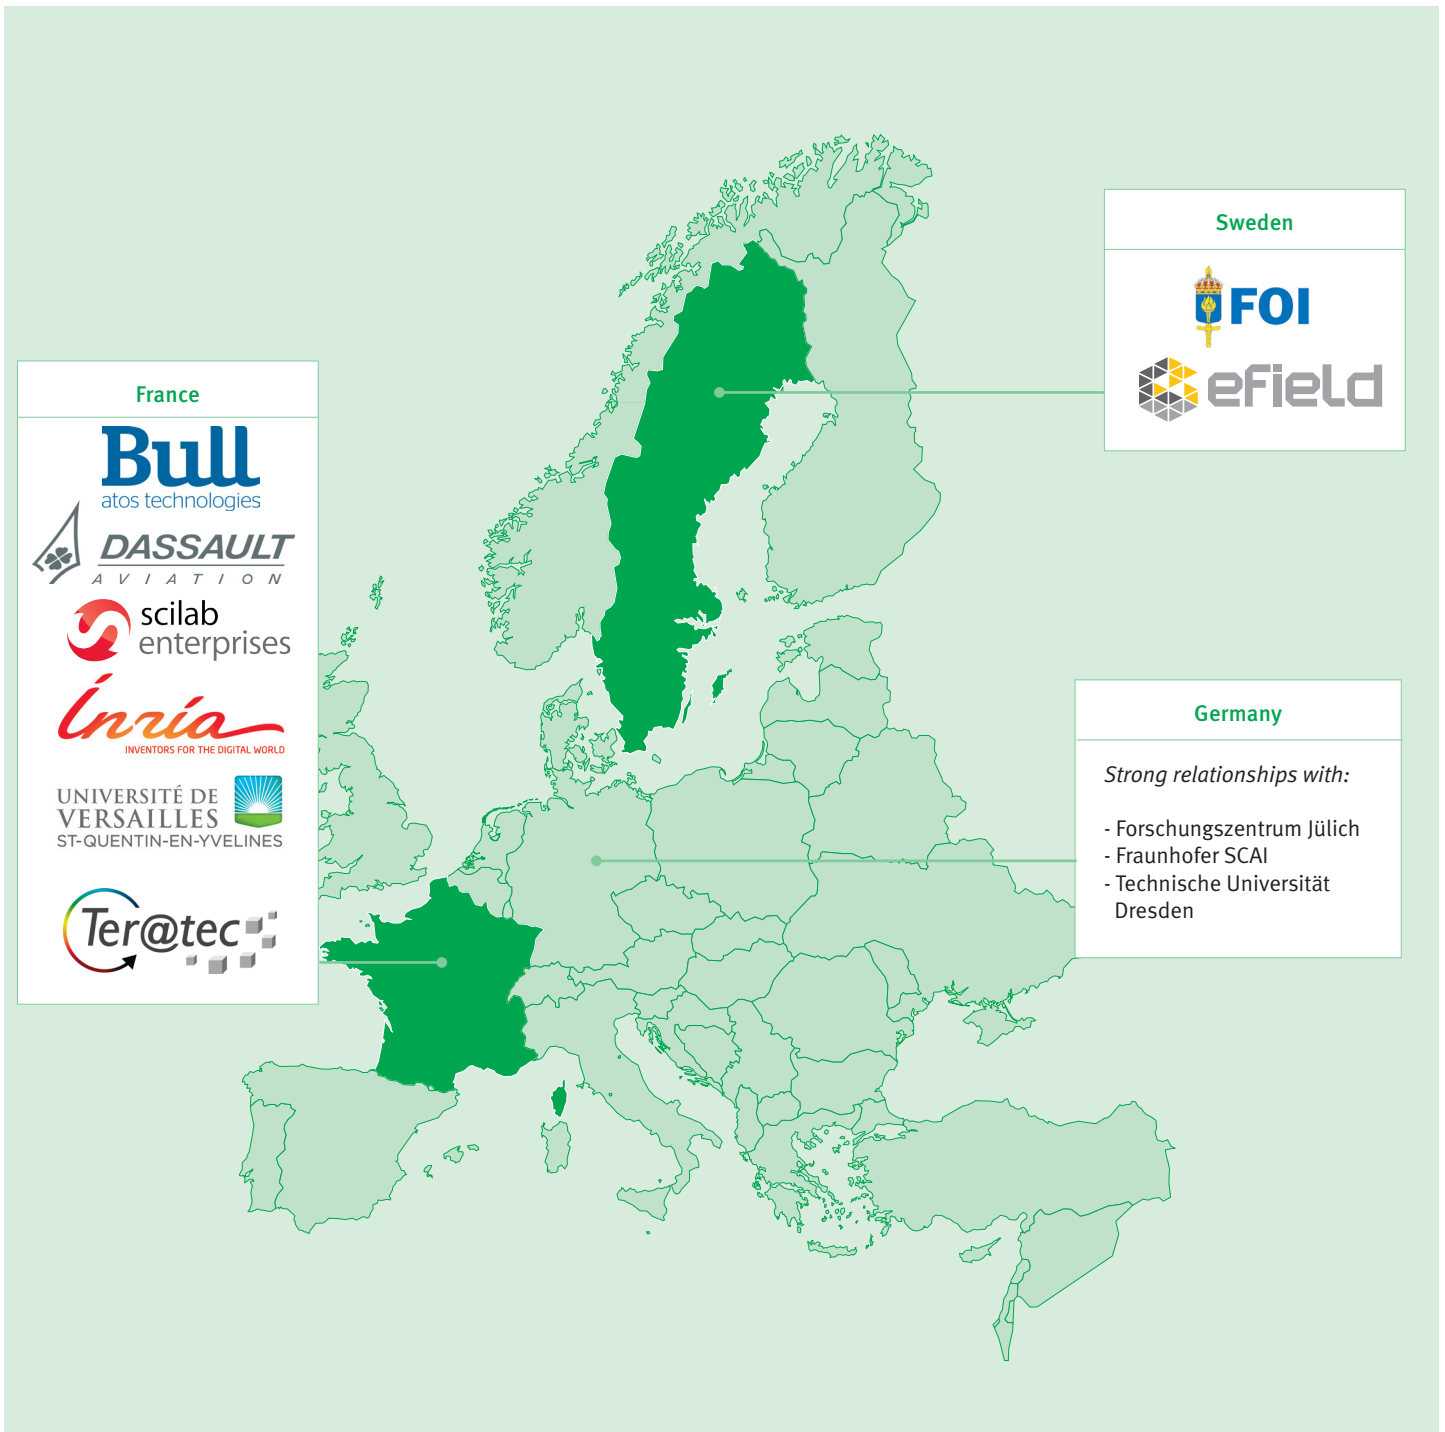 France
Bull
atos technologies
DASSAULT
AVIATION
scilab
enterprises
Inría
INVENTORS FOR THE DIGITAL WORLD
UNIVERSITÉ DE
VERSAILLES
ST-QUENTIN-EN-YVELINES
Ter@tec
Sweden
FOI
efield
Germany
Strong relationships with:
- Forschungszentrum Jülich
- Fraunhofer SCAI
- Technische Universität
Dresden